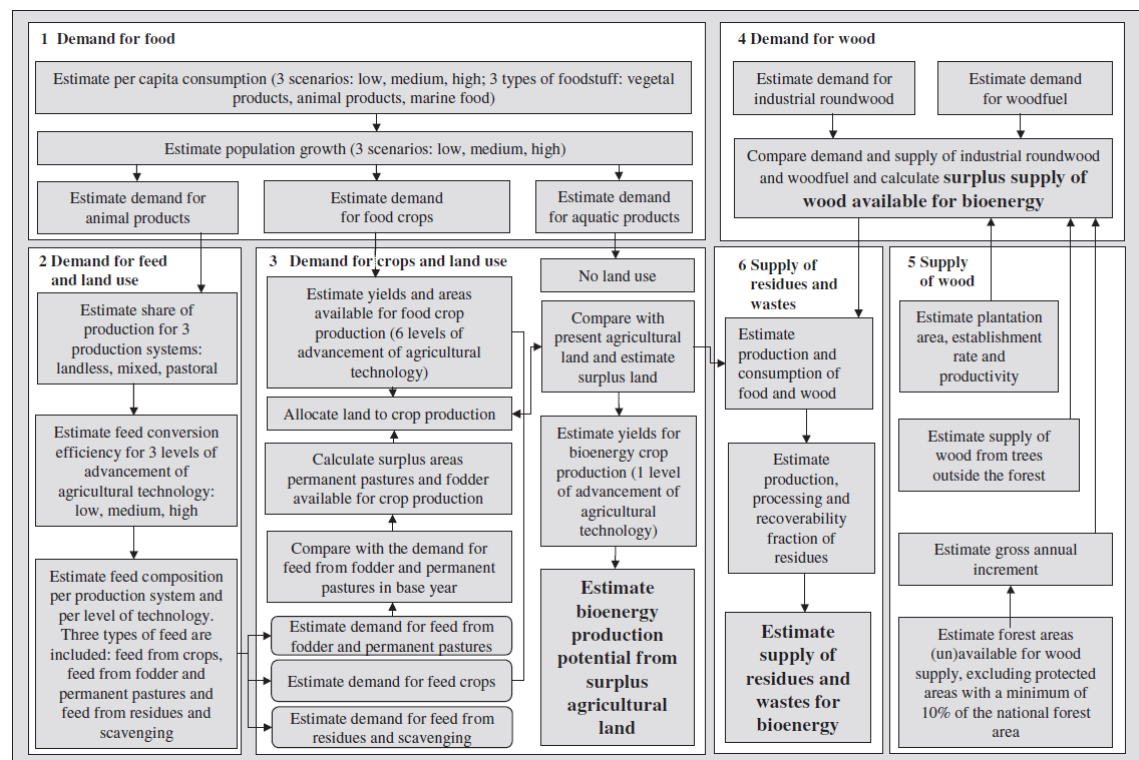 1 Demand for food
Estimate per capita consumption (3 scenarios: low, medium, high; 3 types of foodstuff: vegetal
products, animal products, marine food)
Estimate population growth (3 scenarios: low, medium, high)
Estimate demand for
animal products
Estimate demand
for food crops
Estimate demand
for aquatic products
4 Demand for wood
Estimate demand for
industrial roundwood
Estimate demand
for woodfuel
Compare demand and supply of industrial roundwood
and woodfuel and calculate surplus supply of
wood available for bioenergy
2 Demand for feed
and land use
Estimate share of
production for 3
production systems:
landless, mixed, pastoral
Estimate feed conversion
efficiency for 3 levels of
advancement of
agricultural technology:
low, medium, high
Estimate feed composition
per production system and
per level of technology.
Three types of feed are
included: feed from crops,
feed from fodder and
permanent pastures and
feed from residues and
scavenging
3 Demand for crops and land use
Estimate yields and areas
available for food crop
production (6 levels of
advancement of agricultural
technology)
Allocate land to crop production
Calculate surplus areas
permanent pastures and fodder
available for crop production
Compare with the demand for
feed from fodder and permanent
pastures in base year
Estimate demand for feed from
fodder and permanent pastures
Estimate demand for feed crops
Estimate demand for feed from
residues and scavenging
No land use
Compare with
present agricultural
land and estimate
surplus land
Estimate yields for
bioenergy crop
production (1 level
of advancement of
agricultural
technology)
Estimate
bioenergy
production
potential from
surplus
agricultural
land
6 Supply of
residues and
wastes
Estimate
production and
consumption of
food and wood
Estimate
production,
processing and
recoverability
fraction of
residues
Estimate
supply of
residues and
wastes for
bioenergy
5 Supply
of wood
Estimate plantation
area, establishment
rate and
productivity
Estimate supply of
wood from trees
outside the forest
Estimate gross annual
increment
Estimate forest areas
(un)available for wood
supply, excluding protected
areas with a minimum of
10% of the national forest
area